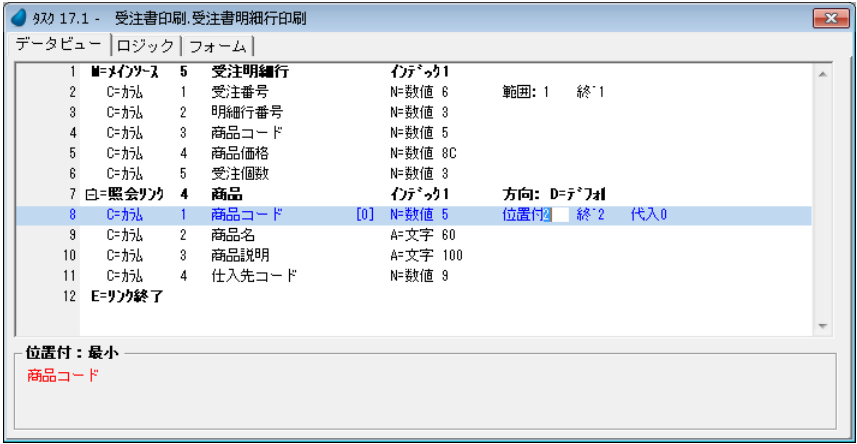 タスク 17.1 - 受注書印刷.受注書明細行印刷
データビュー ロジック フォーム
1 M=メインソース 5 受注明細行 インデックス1
2 C=カラム 1 受注番号 N=数値 6 範囲: 1 終:1
3 C=カラム 2 明細行番号 N=数値 3
4 C=カラム 3 商品コード N=数値 5
5 C=カラム 4 商品価格 N=数値 8C
6 C=カラム 5 受注個数 N=数値 3
7 =照会リンク 4 商品 インデックス1 方向: D=デフォル
8 C=カラム 1 商品コード [0] N=数値 5 位置付2 終:2 代入0
9 C=カラム 2 商品名 A=文字 60
10 C=カラム 3 商品説明 A=文字 100
11 C=カラム 4 仕入先コード N=数値 9
12 E=リンク終了
位置付：最小
商品コード